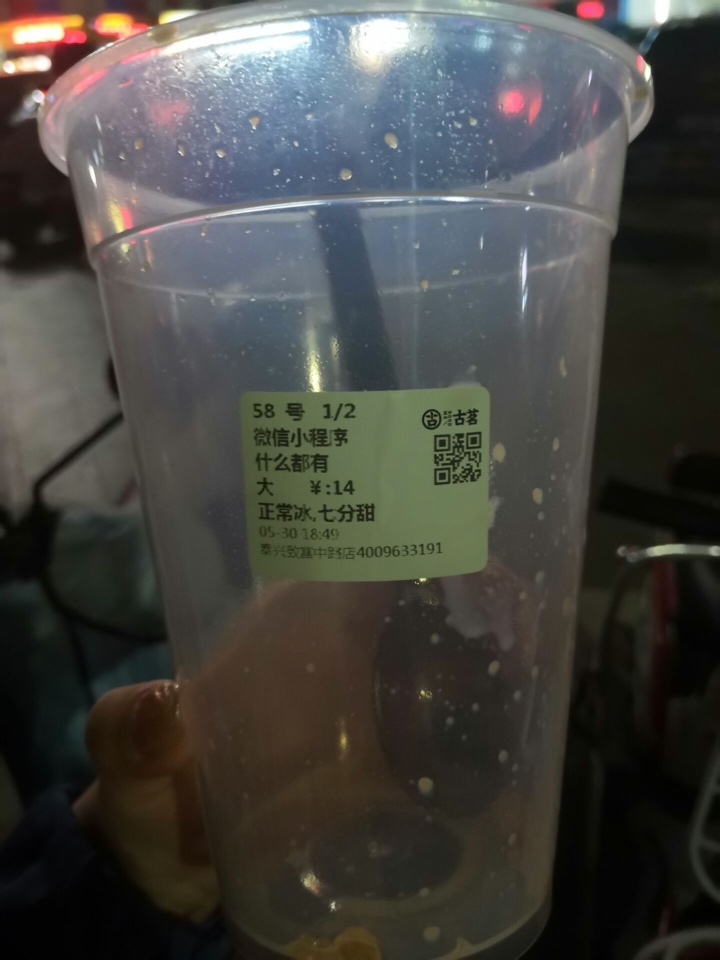 58 号 1/2
古茗
微信小程序
什么都有
大 ¥:14
正常冰,七分甜
05-30 18:49
泰兴致富中路店4009633191